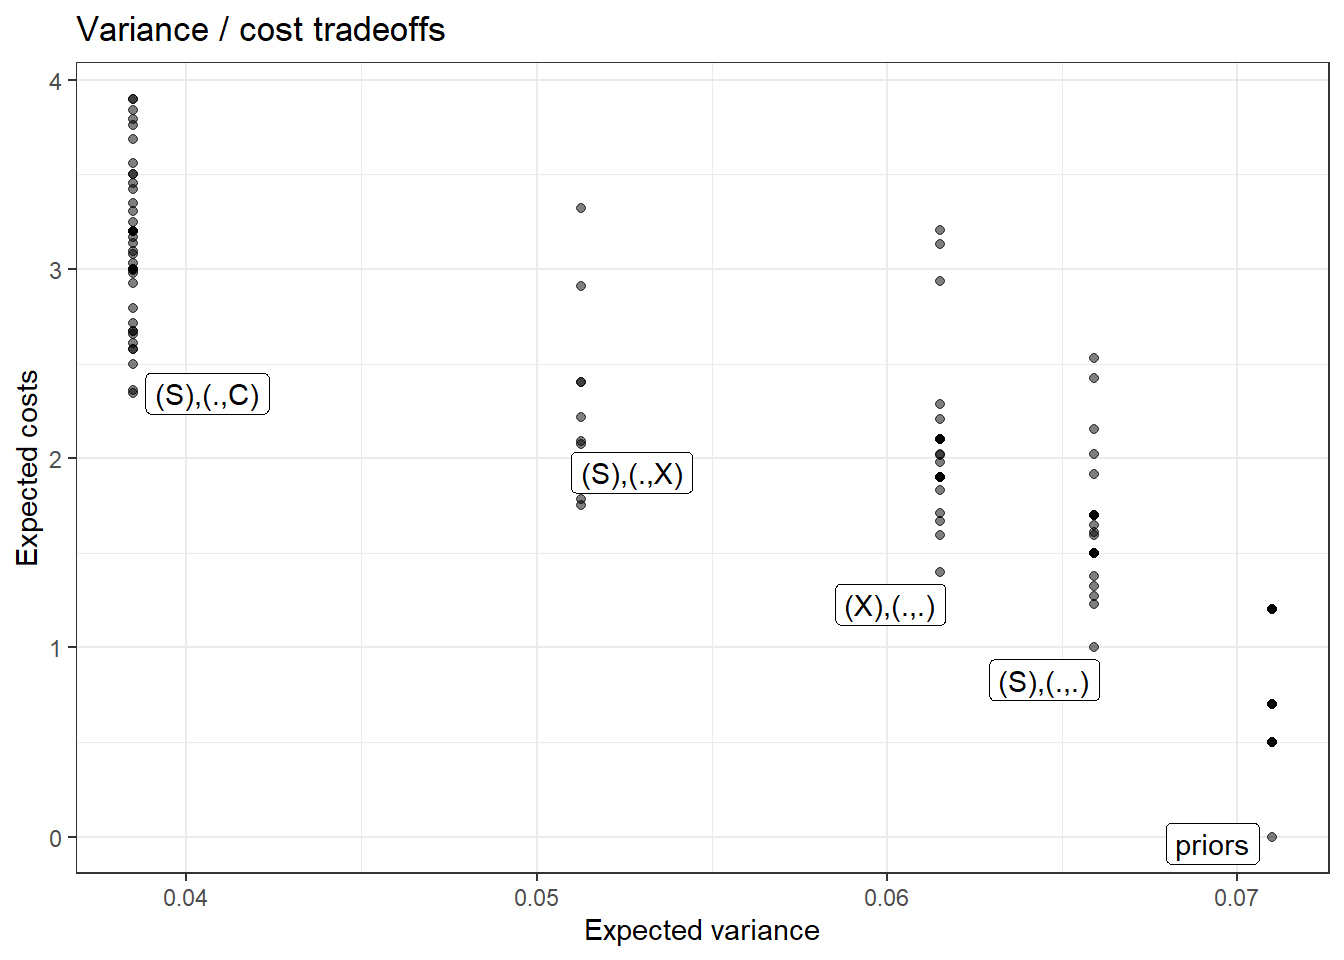 Variance / cost tradeoffs
4
3
2
1
0
Expected costs
(S),(.,C)
(S),(.,X)
(X),(.,.)
(S),(.,.)
priors
0.04
0.05
0.06
0.07
Expected variance